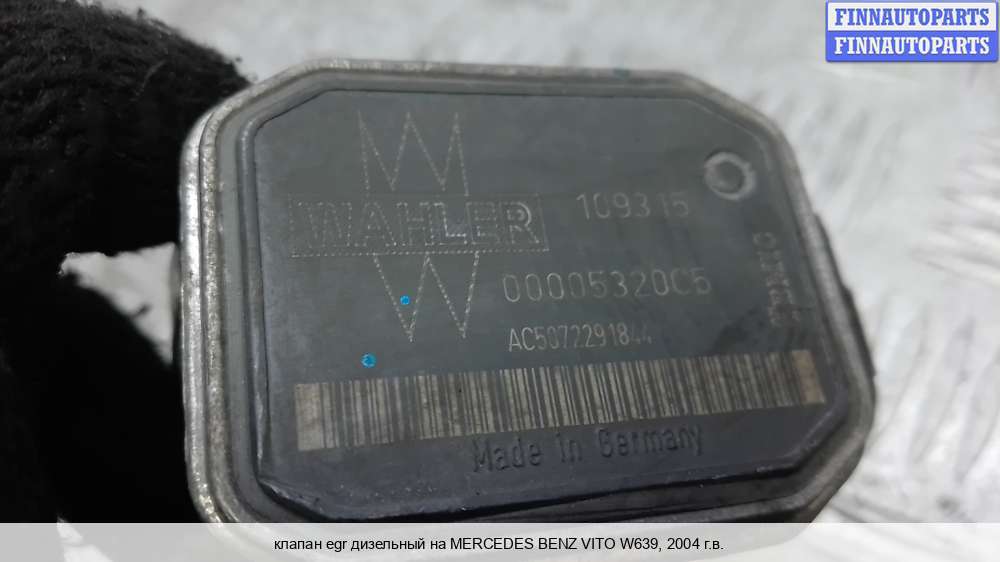 FINNAUTOPARTS
FINNAUTOPARTS
WAHLER
109315
00005320C5
AC5072291844
Made in Germany
клапан egr дизельный на MERCEDES BENZ VITO W639, 2004 г.в.